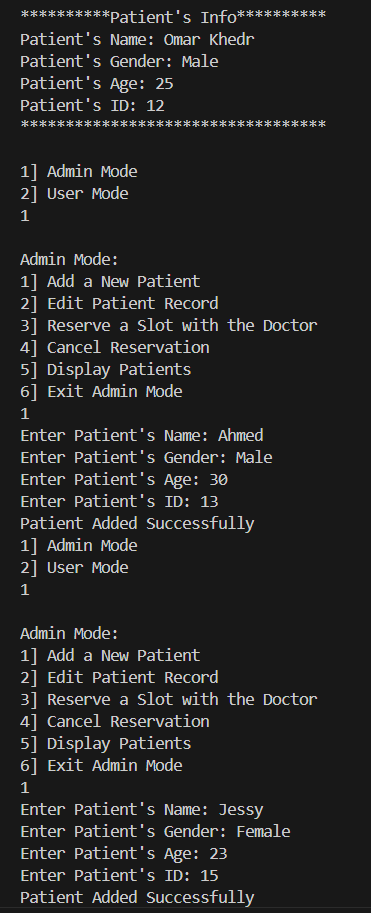 **********Patient's Info**********
Patient's Name: Omar Khedr
Patient's Gender: Male
Patient's Age: 25
Patient's ID: 12
**********************************
1] Admin Mode
2] User Mode
1
Admin Mode:
1] Add a New Patient
2] Edit Patient Record
3] Reserve a Slot with the Doctor
4] Cancel Reservation
5] Display Patients
6] Exit Admin Mode
1
Enter Patient's Name: Ahmed
Enter Patient's Gender: Male
Enter Patient's Age: 30
Enter Patient's ID: 13
Patient Added Successfully
1] Admin Mode
2] User Mode
1
Admin Mode:
1] Add a New Patient
2] Edit Patient Record
3] Reserve a Slot with the Doctor
4] Cancel Reservation
5] Display Patients
6] Exit Admin Mode
1
Enter Patient's Name: Jessy
Enter Patient's Gender: Female
Enter Patient's Age: 23
Enter Patient's ID: 15
Patient Added Successfully